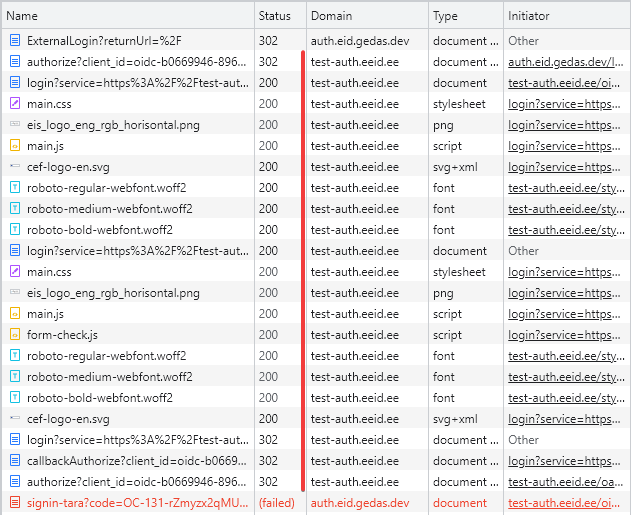 Name Status Domain Type Initiator
ExternalLogin?returnUrl=%2F 302 auth.eid.gedas.dev document ... Other
authorize?client_id=oidc-b0669946-896... 302 test-auth.eeid.ee document ... auth.eid.gedas.dev/l...
login?service=https%3A%2F%2Ftest-aut... 200 test-auth.eeid.ee document test-auth.eeid.ee/oi...
main.css 200 test-auth.eeid.ee stylesheet login?service=https...
eis_logo_eng_rgb_horisontal.png 200 test-auth.eeid.ee png login?service=https...
main.js 200 test-auth.eeid.ee script login?service=https...
cef-logo-en.svg 200 test-auth.eeid.ee svg+xml login?service=https...
roboto-regular-webfont.woff2 200 test-auth.eeid.ee font test-auth.eeid.ee/sty...
roboto-medium-webfont.woff2 200 test-auth.eeid.ee font test-auth.eeid.ee/sty...
roboto-bold-webfont.woff2 200 test-auth.eeid.ee font test-auth.eeid.ee/sty...
login?service=https%3A%2F%2Ftest-aut... 200 test-auth.eeid.ee document Other
main.css 200 test-auth.eeid.ee stylesheet login?service=https...
eis_logo_eng_rgb_horisontal.png 200 test-auth.eeid.ee png login?service=https...
main.js 200 test-auth.eeid.ee script login?service=https...
form-check.js 200 test-auth.eeid.ee script login?service=https...
roboto-regular-webfont.woff2 200 test-auth.eeid.ee font test-auth.eeid.ee/sty...
roboto-medium-webfont.woff2 200 test-auth.eeid.ee font test-auth.eeid.ee/sty...
roboto-bold-webfont.woff2 200 test-auth.eeid.ee font test-auth.eeid.ee/sty...
cef-logo-en.svg 200 test-auth.eeid.ee svg+xml login?service=https...
login?service=https%3A%2F%2Ftest-aut... 302 test-auth.eeid.ee document ... Other
callbackAuthorize?client_id=oidc-b0669... 302 test-auth.eeid.ee document ... login?service=https...
authorize?client_id=oidc-b0669946-896... 302 test-auth.eeid.ee document ... test-auth.eeid.ee/oa...
signin-tara?code=OC-131-rZmyzx2qMU... (failed) auth.eid.gedas.dev document test-auth.eeid.ee/oi...